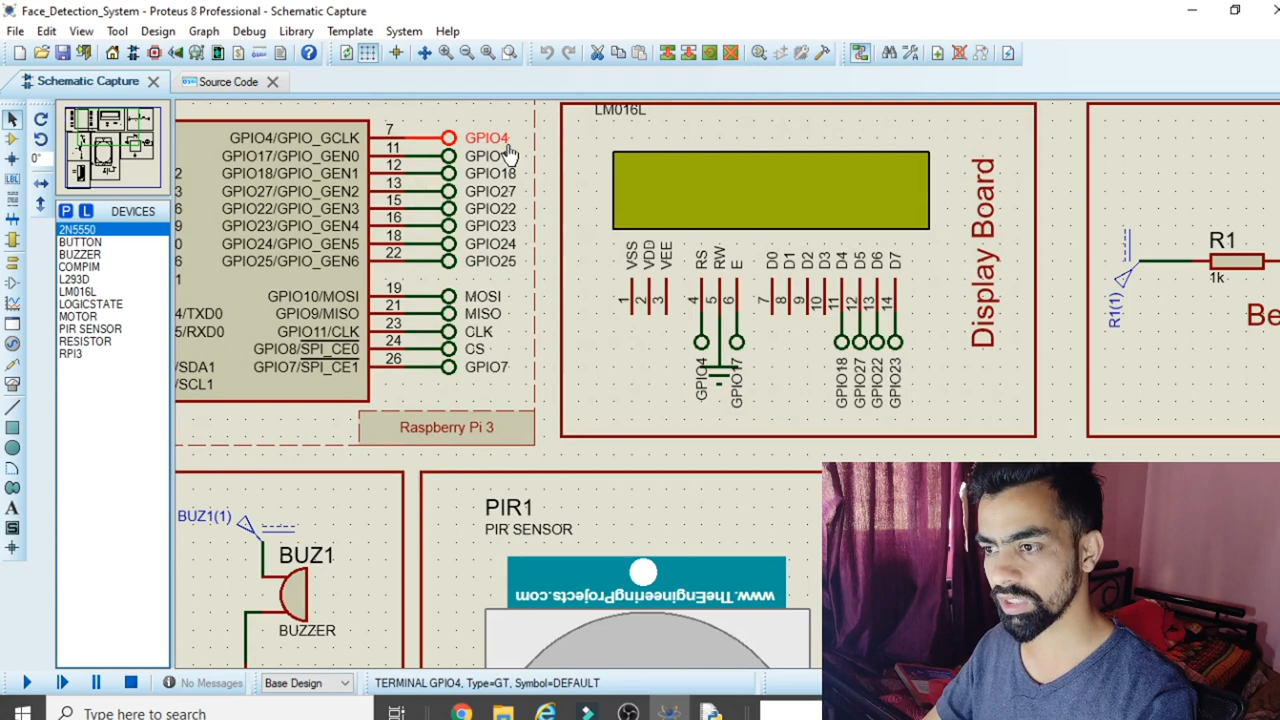 Face_Detection_System - Proteus 8 Professional - Schematic Capture
File Edit View Tool Design Graph Debug Library Template System Help
Schematic Capture
Source Code
0°
LBL
P L DEVICES
2N5550
BUTTON
BUZZER
COMPIM
L293D
LM016L
LOGICSTATE
MOTOR
PIR SENSOR
RESISTOR
RPI3
GPIO4/GPIO_GCLK 7 GPIO4
GPIO17/GPIO_GEN0 11
GPIO18/GPIO_GEN1 12 GPIO18
GPIO27/GPIO_GEN2 13 GPIO27
GPIO22/GPIO_GEN3 15 GPIO22
GPIO23/GPIO_GEN4 16 GPIO23
GPIO24/GPIO_GEN5 18 GPIO24
GPIO25/GPIO_GEN6 22 GPIO25
GPIO10/MOSI 19 MOSI
4/TXD0 GPIO9/MISO 21 MISO
5/RXD0 GPIO11/CLK 23 CLK
GPIO8/SPI_CE0 24 CS
/SDA1 GPIO7/SPI_CE1 26 GPIO7
/SCL1
Raspberry Pi 3
LM016L
VSS VDD VEE RS RW E D0 D1 D2 D3 D4 D5 D6 D7
1 2 3 4 5 6 7 8 9 10 11 12 13 14
GPIO4 GPIO17 GPIO18 GPIO27 GPIO22 GPIO23
Display Board
R1(1)
R1
1k
Be
BUZ1(1)
BUZ1
BUZZER
PIR1
PIR SENSOR
www.TheEngineeringProjects.com
No Messages
Base Design
TERMINAL GPIO4, Type=GT, Symbol=DEFAULT
Type here to search